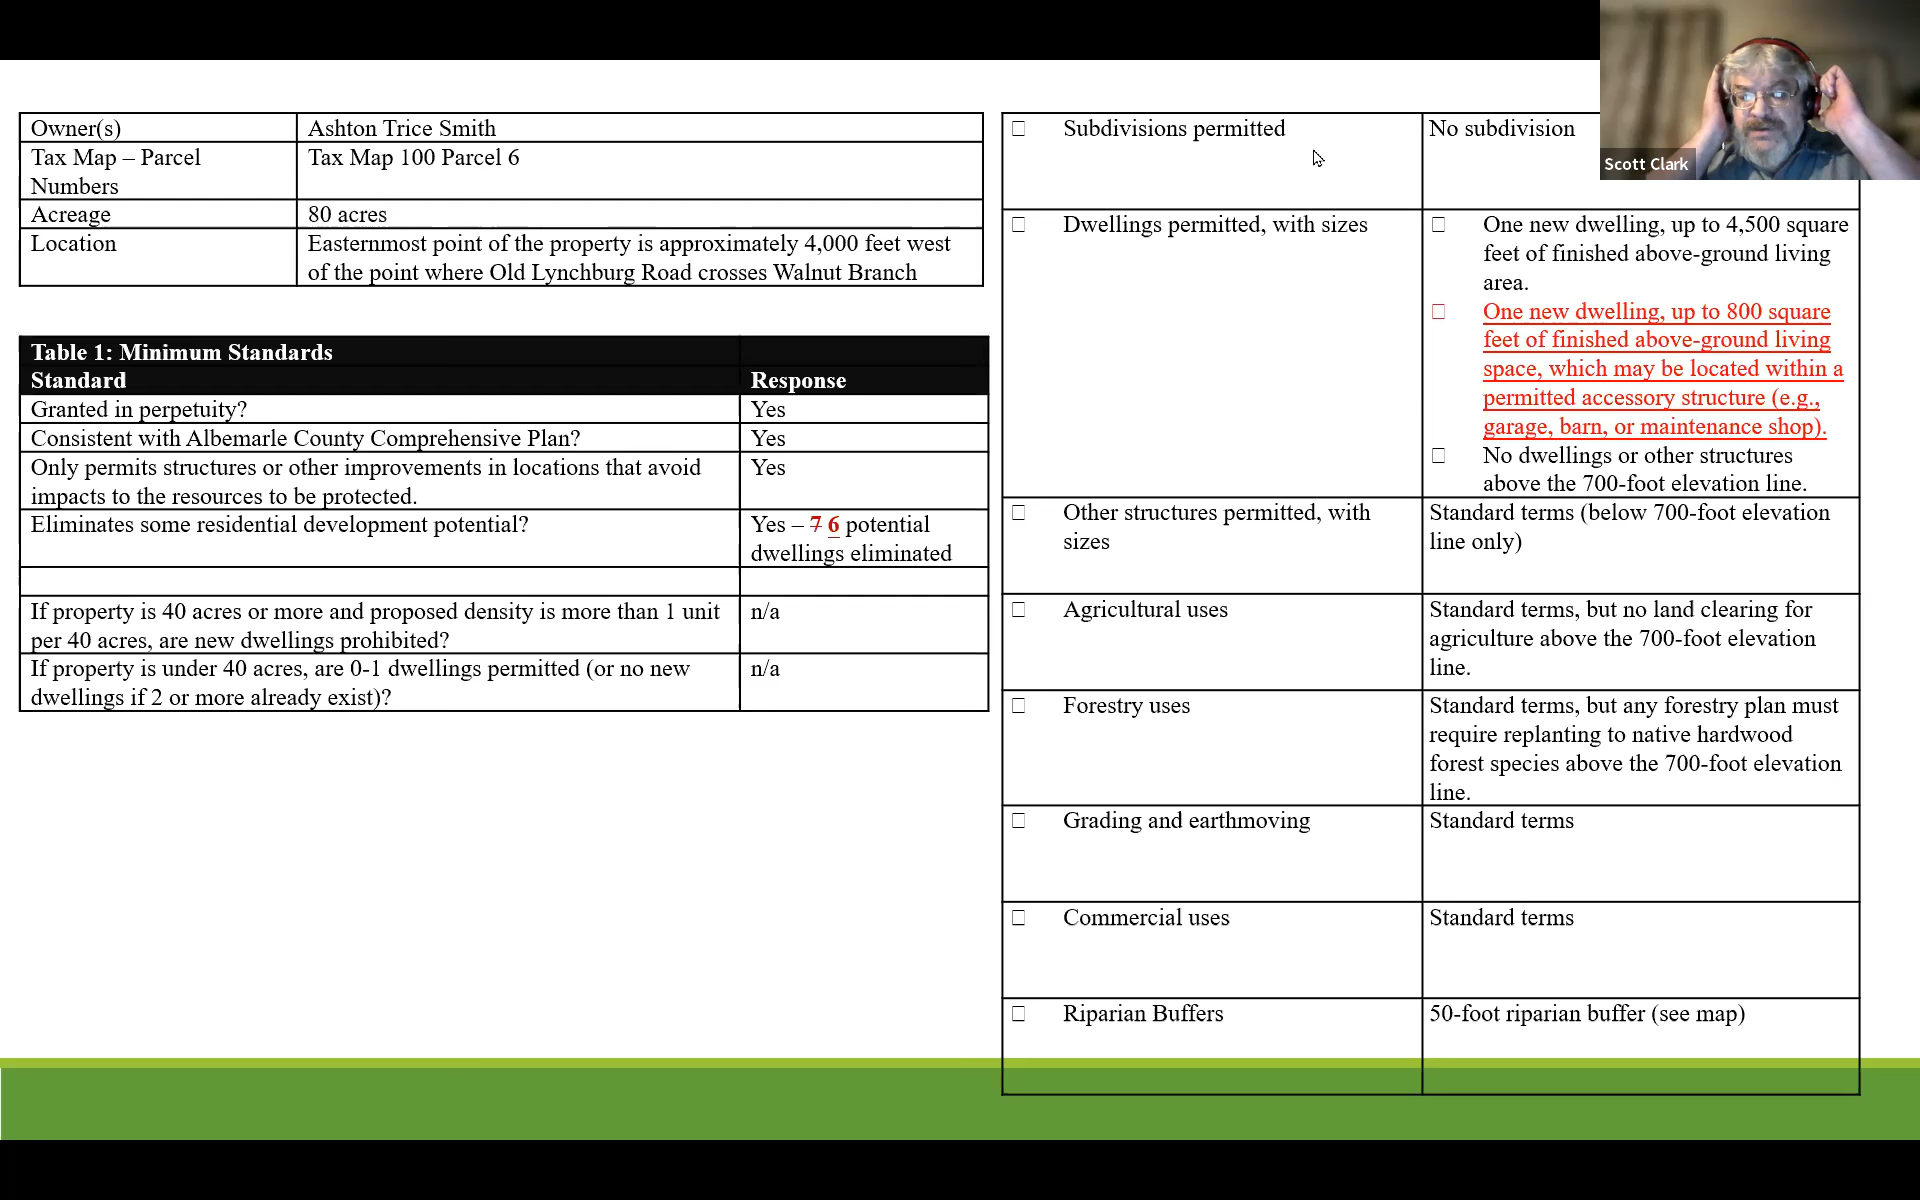 Owner(s) Ashton Trice Smith
Tax Map – Parcel Tax Map 100 Parcel 6
Numbers
Acreage 80 acres
Location Easternmost point of the property is approximately 4,000 feet west
of the point where Old Lynchburg Road crosses Walnut Branch
Table 1: Minimum Standards
Standard Response
Granted in perpetuity? Yes
Consistent with Albemarle County Comprehensive Plan? Yes
Only permits structures or other improvements in locations that avoid Yes
impacts to the resources to be protected.
Eliminates some residential development potential? Yes – 7 6 potential
dwellings eliminated
If property is 40 acres or more and proposed density is more than 1 unit n/a
per 40 acres, are new dwellings prohibited?
If property is under 40 acres, are 0-1 dwellings permitted (or no new n/a
dwellings if 2 or more already exist)?
Subdivisions permitted No subdivision
Dwellings permitted, with sizes One new dwelling, up to 4,500 square
feet of finished above-ground living
area.
One new dwelling, up to 800 square
feet of finished above-ground living
space, which may be located within a
permitted accessory structure (e.g.,
garage, barn, or maintenance shop).
No dwellings or other structures
above the 700-foot elevation line.
Other structures permitted, with Standard terms (below 700-foot elevation
sizes line only)
Agricultural uses Standard terms, but no land clearing for
agriculture above the 700-foot elevation
line.
Forestry uses Standard terms, but any forestry plan must
require replanting to native hardwood
forest species above the 700-foot elevation
line.
Grading and earthmoving Standard terms
Commercial uses Standard terms
Riparian Buffers 50-foot riparian buffer (see map)
Scott Clark